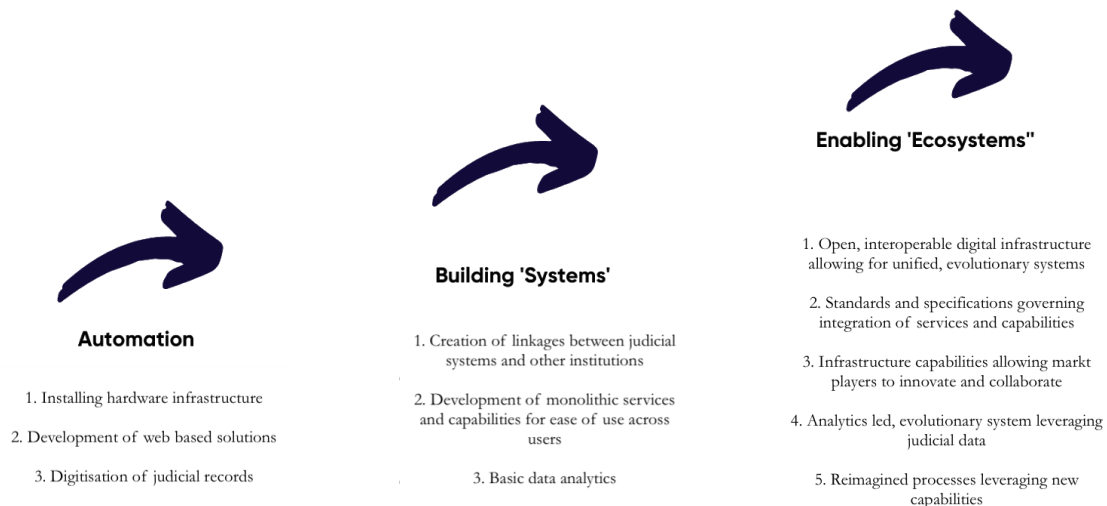 Automation
1. Installing hardware infrastructure
2. Development of web based solutions
3. Digitisation of judicial records
Building 'Systems'
1. Creation of linkages between judicial
systems and other institutions
2. Development of monolithic services
and capabilities for ease of use across
users
3. Basic data analytics
Enabling 'Ecosystems"
1. Open, interoperable digital infrastructure
allowing for unified, evolutionary systems
2. Standards and specifications governing
integration of services and capabilities
3. Infrastructure capabilities allowing markt
players to innovate and collaborate
4. Analytics led, evolutionary system leveraging
judicial data
5. Reimagined processes leveraging new
capabilities